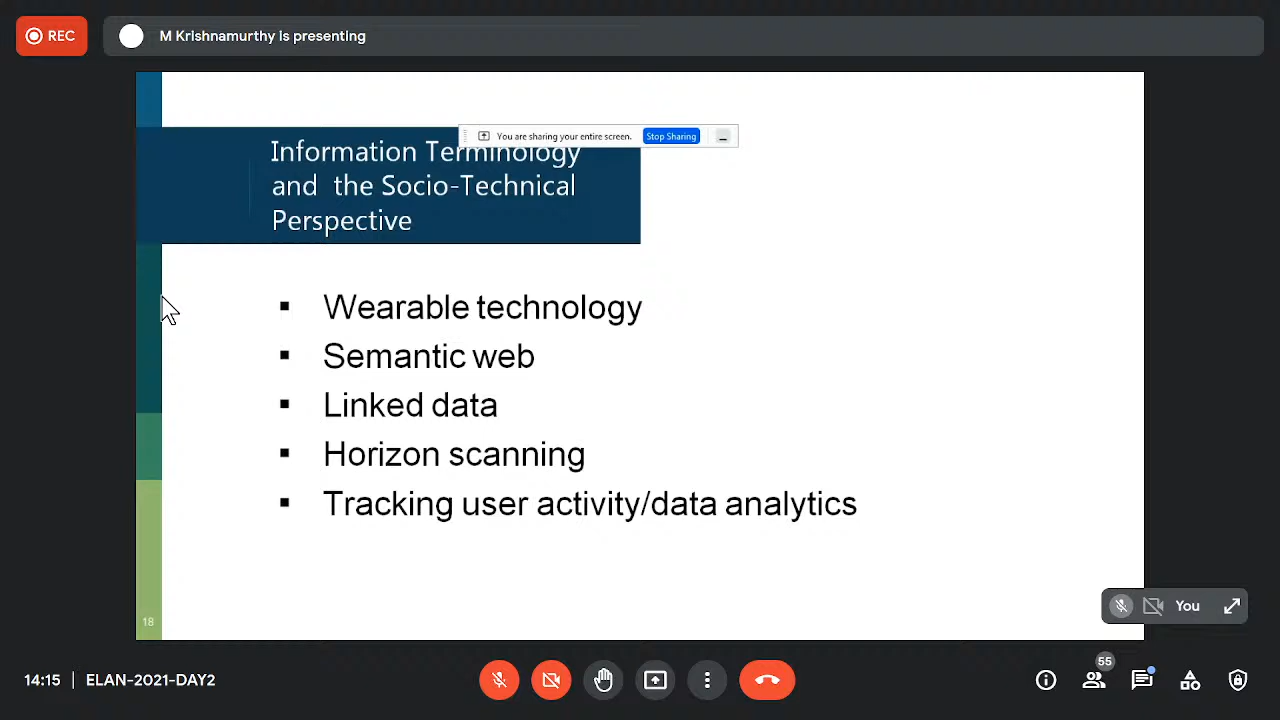 REC
M Krishnamurthy is presenting
You are sharing your entire screen.
Stop Sharing
Information Terminology
and the Socio-Technical
Perspective
▪ Wearable technology
▪ Semantic web
▪ Linked data
▪ Horizon scanning
▪ Tracking user activity/data analytics
18
You
14:15 | ELAN-2021-DAY2
55